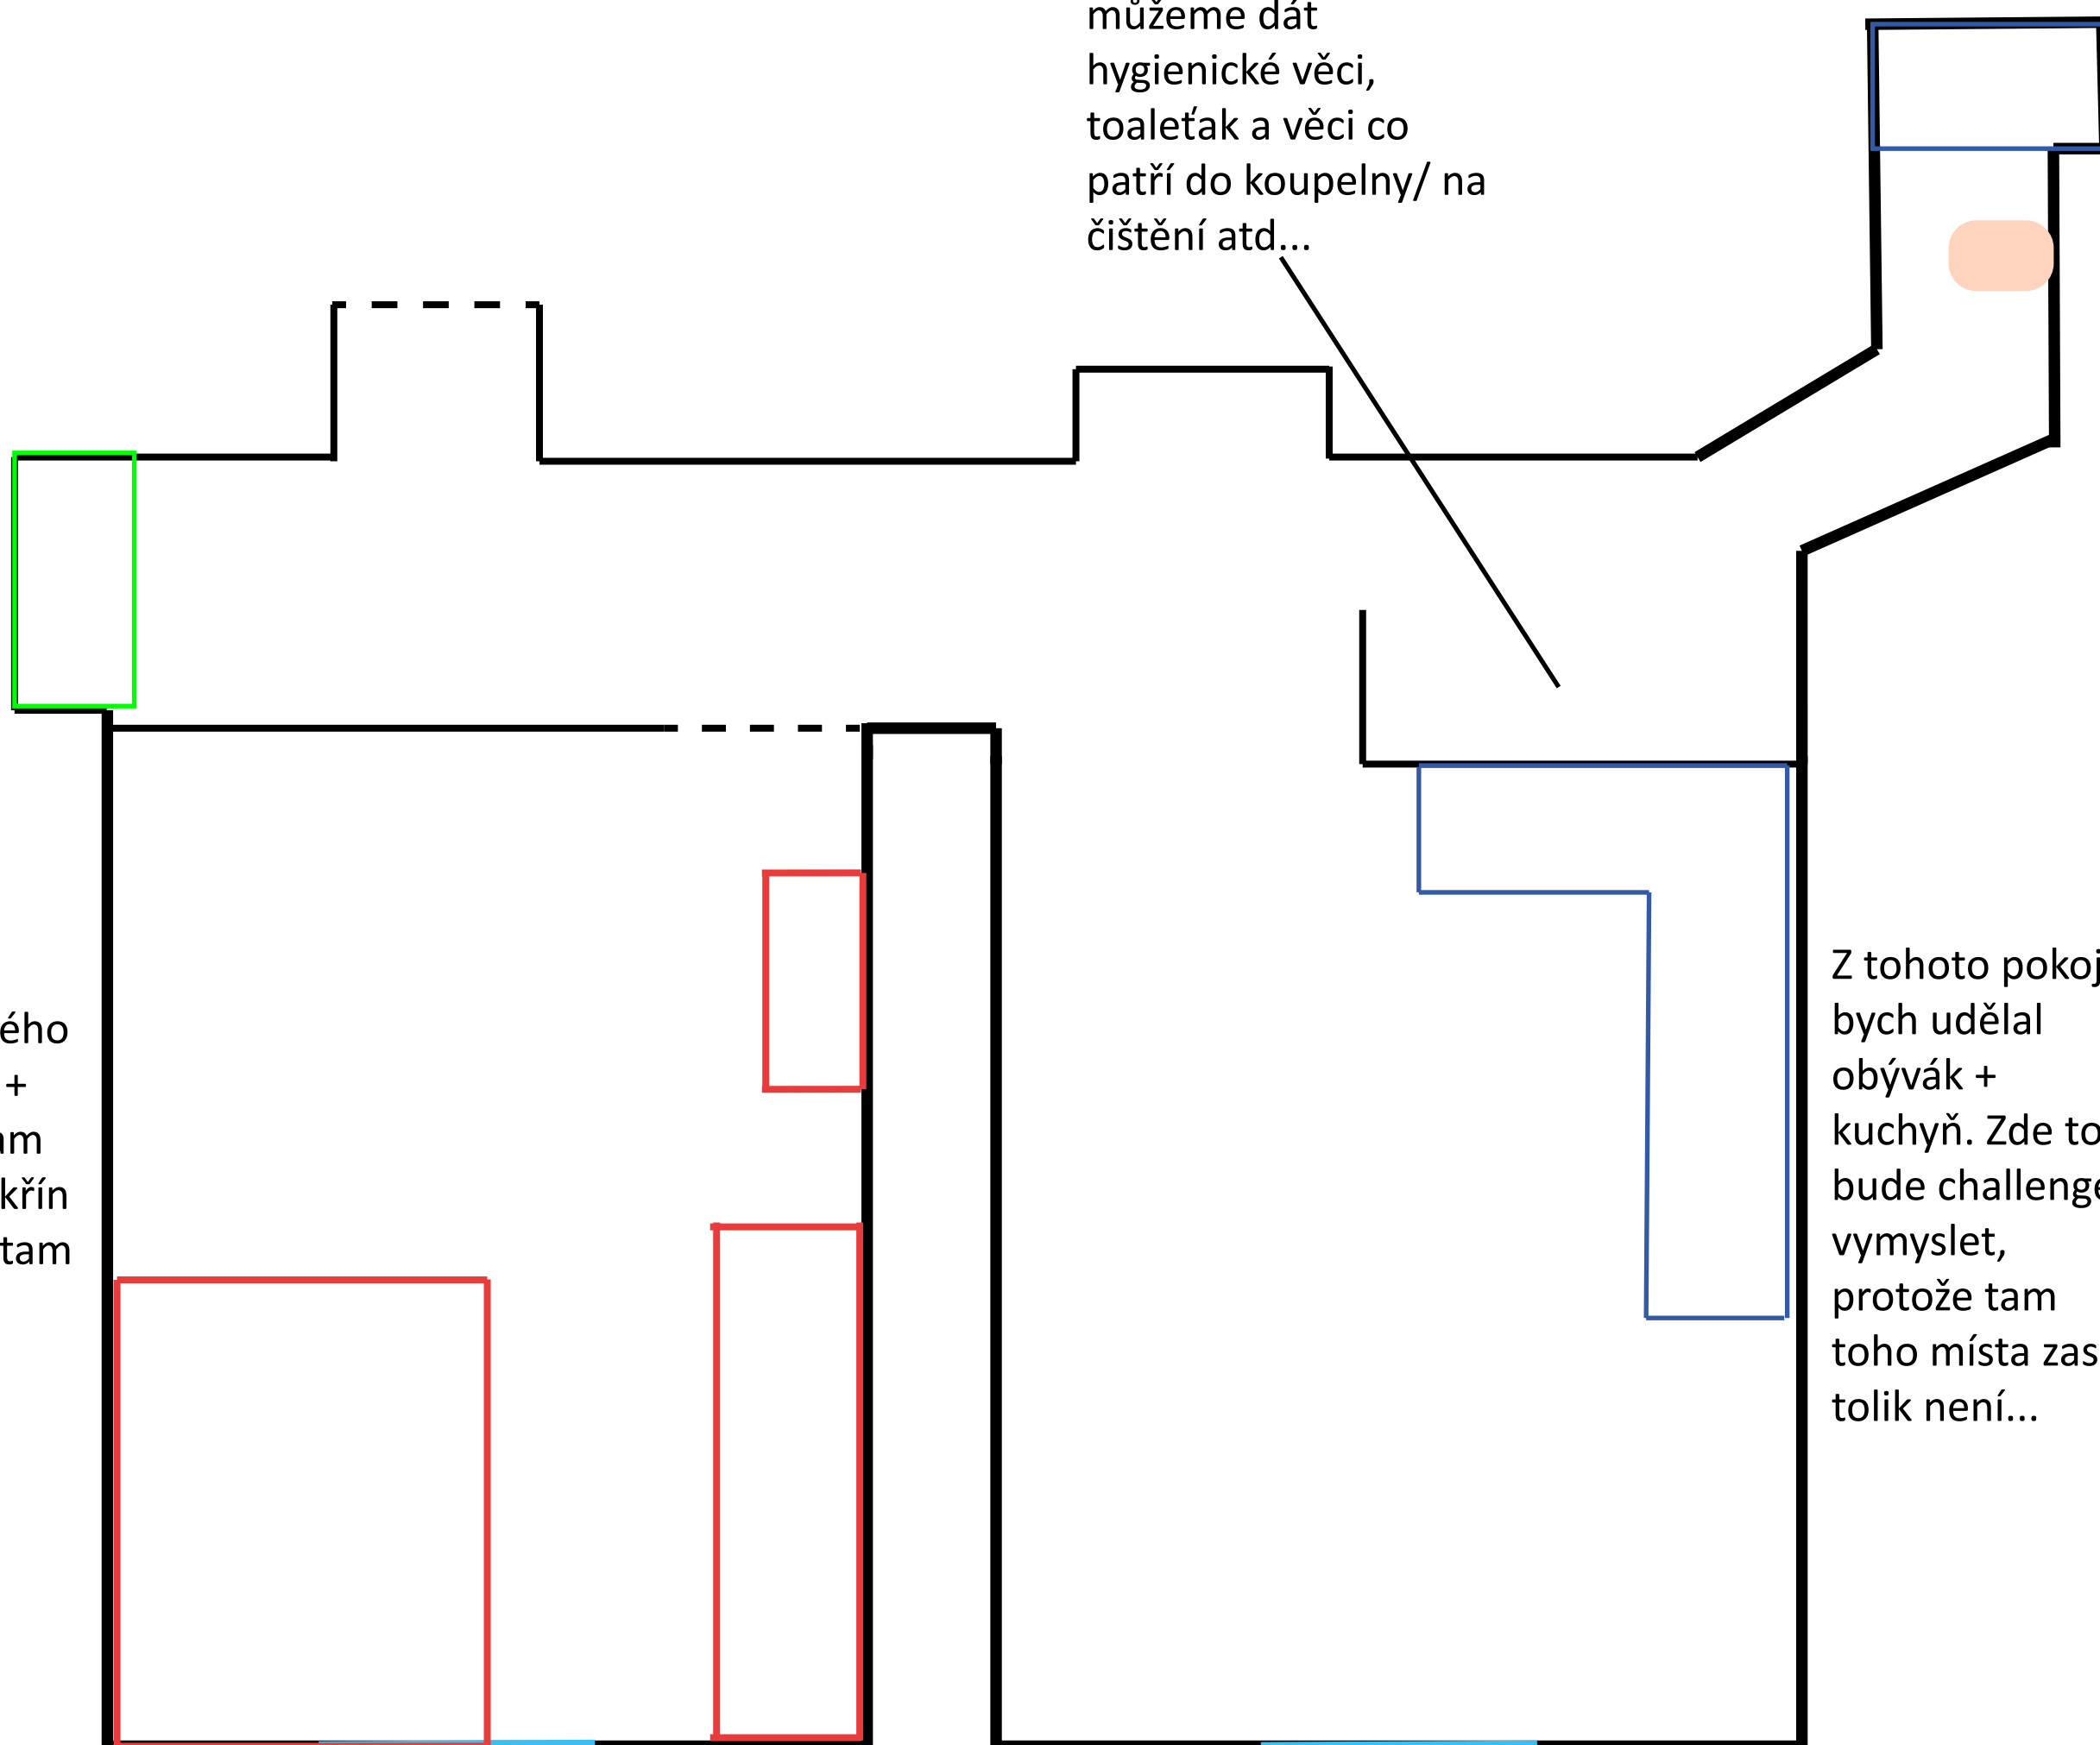 můžeme dát
hygienické věci,
toaleťak a věci co
patří do koupelny/ na
čištění atd...
ého
+
m
křín
tam
Z tohoto pokoj
bych udělal
obývák +
kuchyň. Zde to
bude challenge
vymyslet,
protože tam
toho místa zas
tolik není...